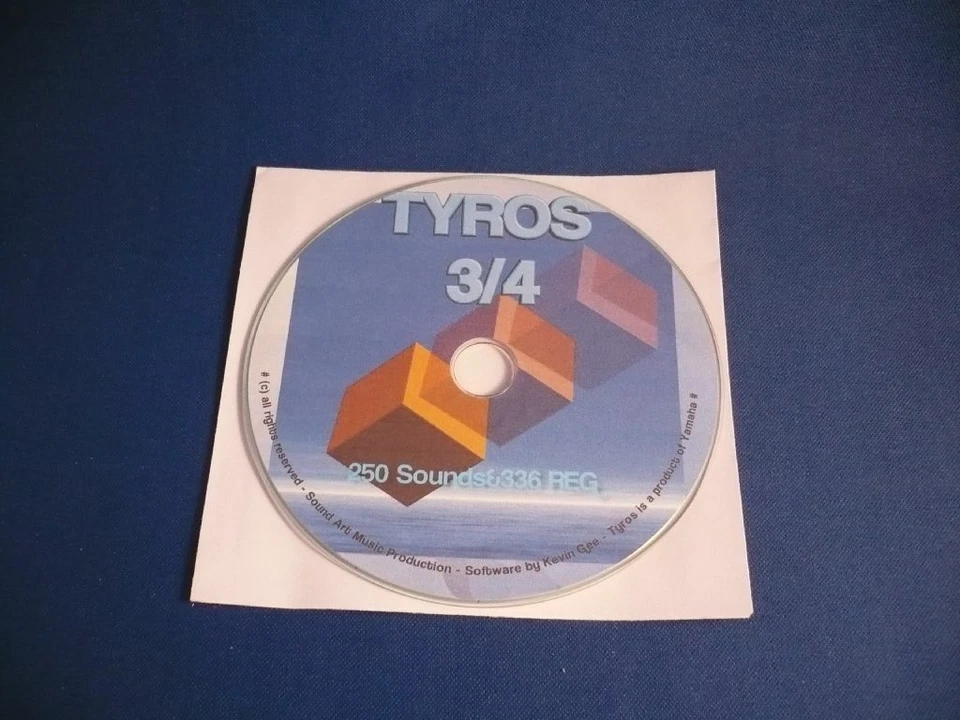 TYROS
3/4
250 Sounds&336 REG.
# (c) all rights reserved - Sound Art Music Production - Software by Kevin Gee - Tyros is a product of Yamaha #